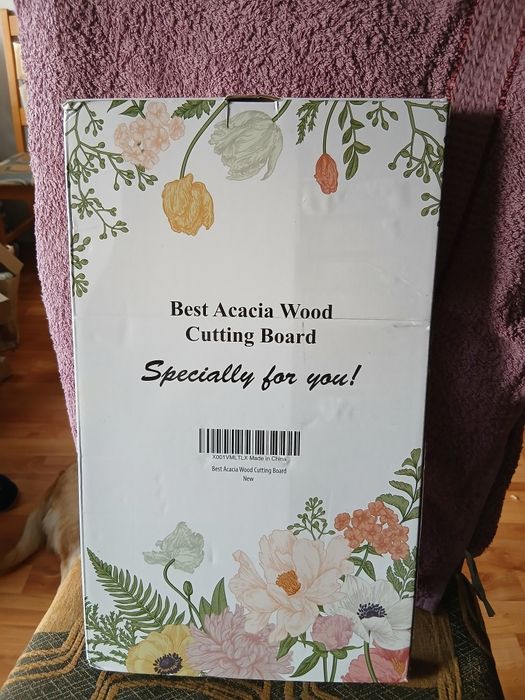 Best Acacia Wood
Cutting Board
Specially for you!
X001VMLTLX Made in China
Best Acacia Wood Cutting Board
New